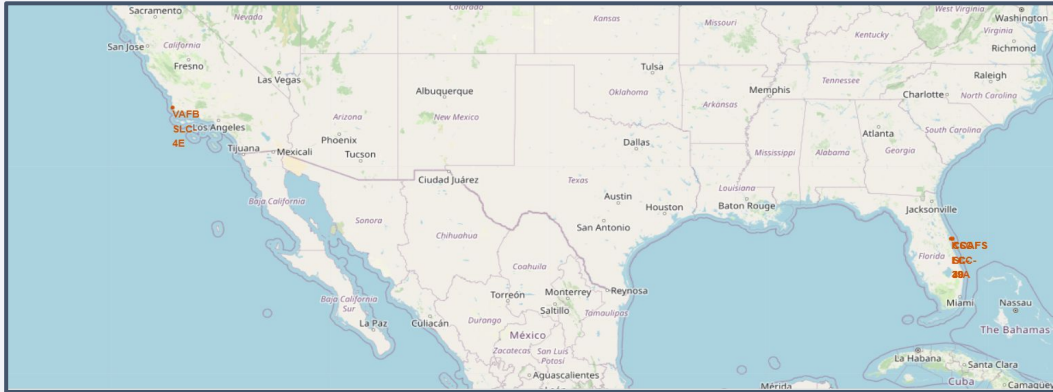 Sacramento
Nevada
Colorado
Kansas
Missouri
West Virginia
Washington
San Jose
California
Fresno
Las Vegas
Kentucky
Virginia
Richmond
Tulsa
Albuquerque
Oklahoma
Memphis
Tennessee
Raleigh
Charlotte
North Carolina
VAFB
SLC-
4E
Los Angeles
Arizona
New Mexico
Arkansas
Phoenix
Tijuana
Mexicali
Tucson
Dallas
Mississippi
Alabama
Atlanta
Georgia
South Carolina
Ciudad Juárez
Texas
Louisiana
Baja California
Sonora
Austin
Houston
Baton Rouge
Jacksonville
San Antonio
Chihuahua
Florida
Coahuila
Baja California
Sur
Torreón
Monterrey
Reynosa
Saltillo
Tamaulipas
Miami
Nassau
La Paz
Culiacán
Durango
México
The Bahamas
Zacatecas
San Luis
Potosí
Aguascalientes
Mérida
La Habana
Santa Clara
Cuba
Camagüey